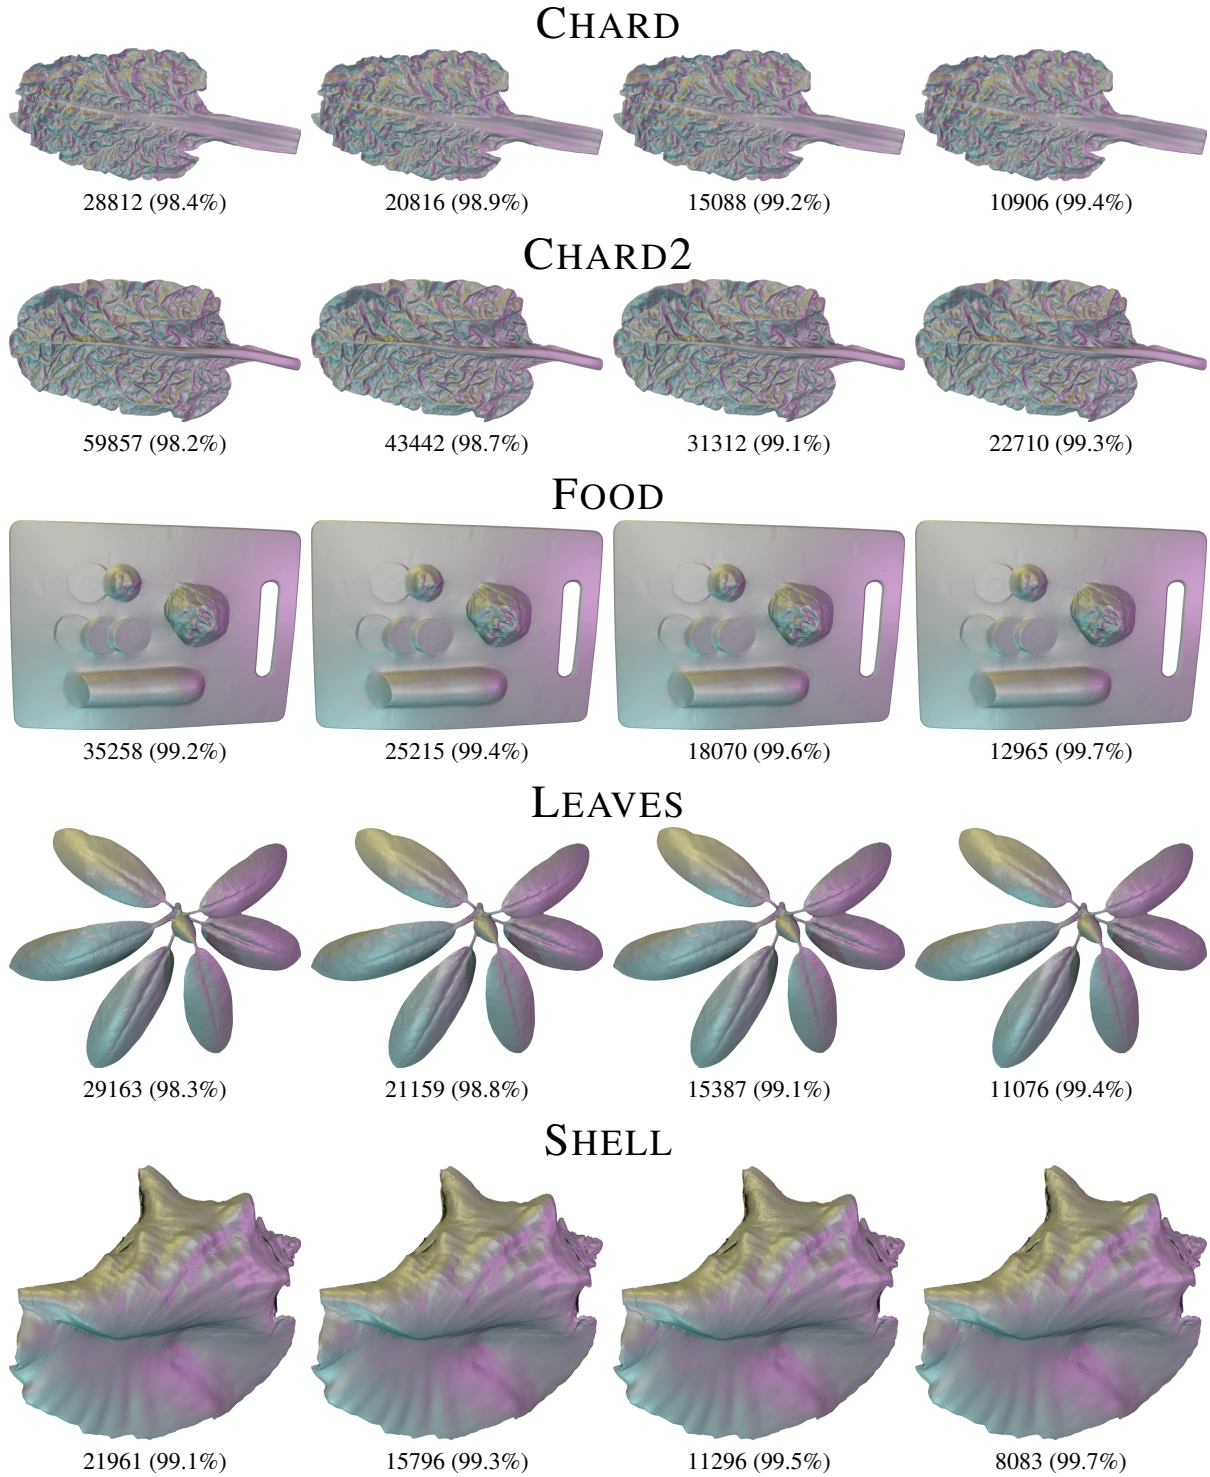 CHARD
28812 (98.4%) 20816 (98.9%) 15088 (99.2%) 10906 (99.4%)
CHARD2
59857 (98.2%) 43442 (98.7%) 31312 (99.1%) 22710 (99.3%)
FOOD
35258 (99.2%) 25215 (99.4%) 18070 (99.6%) 12965 (99.7%)
LEAVES
29163 (98.3%) 21159 (98.8%) 15387 (99.1%) 11076 (99.4%)
SHELL
21961 (99.1%) 15796 (99.3%) 11296 (99.5%) 8083 (99.7%)